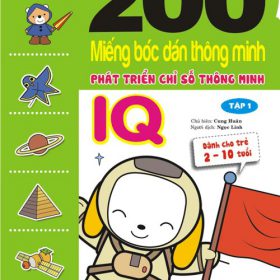 200
Miếng bóc dán thông minh
PHÁT TRIỂN CHỈ SỐ THÔNG MINH
IQ
TẬP 1
Chủ biên: Cung Huân
Người dịch: Ngọc Linh
Dành cho trẻ
2 - 10 tuổi